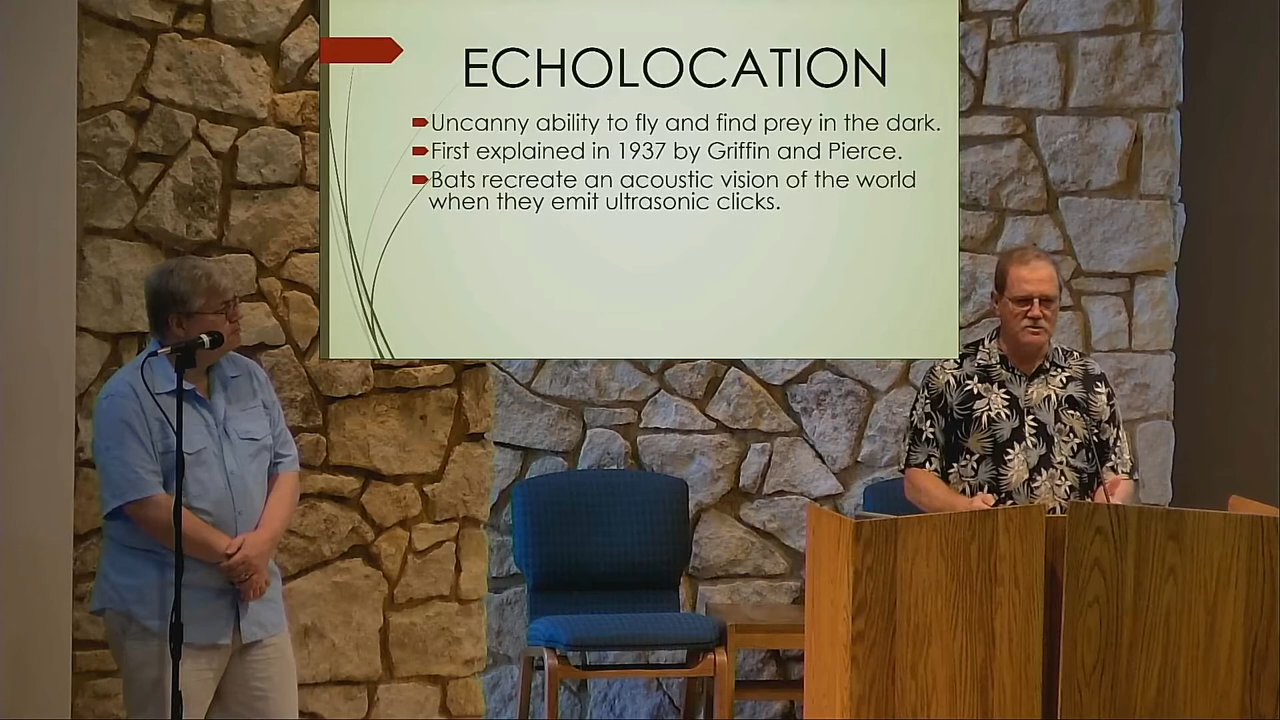 ECHOLOCATION
Uncanny ability to fly and find prey in the dark.
First explained in 1937 by Griffin and Pierce.
Bats recreate an acoustic vision of the world
when they emit ultrasonic clicks.